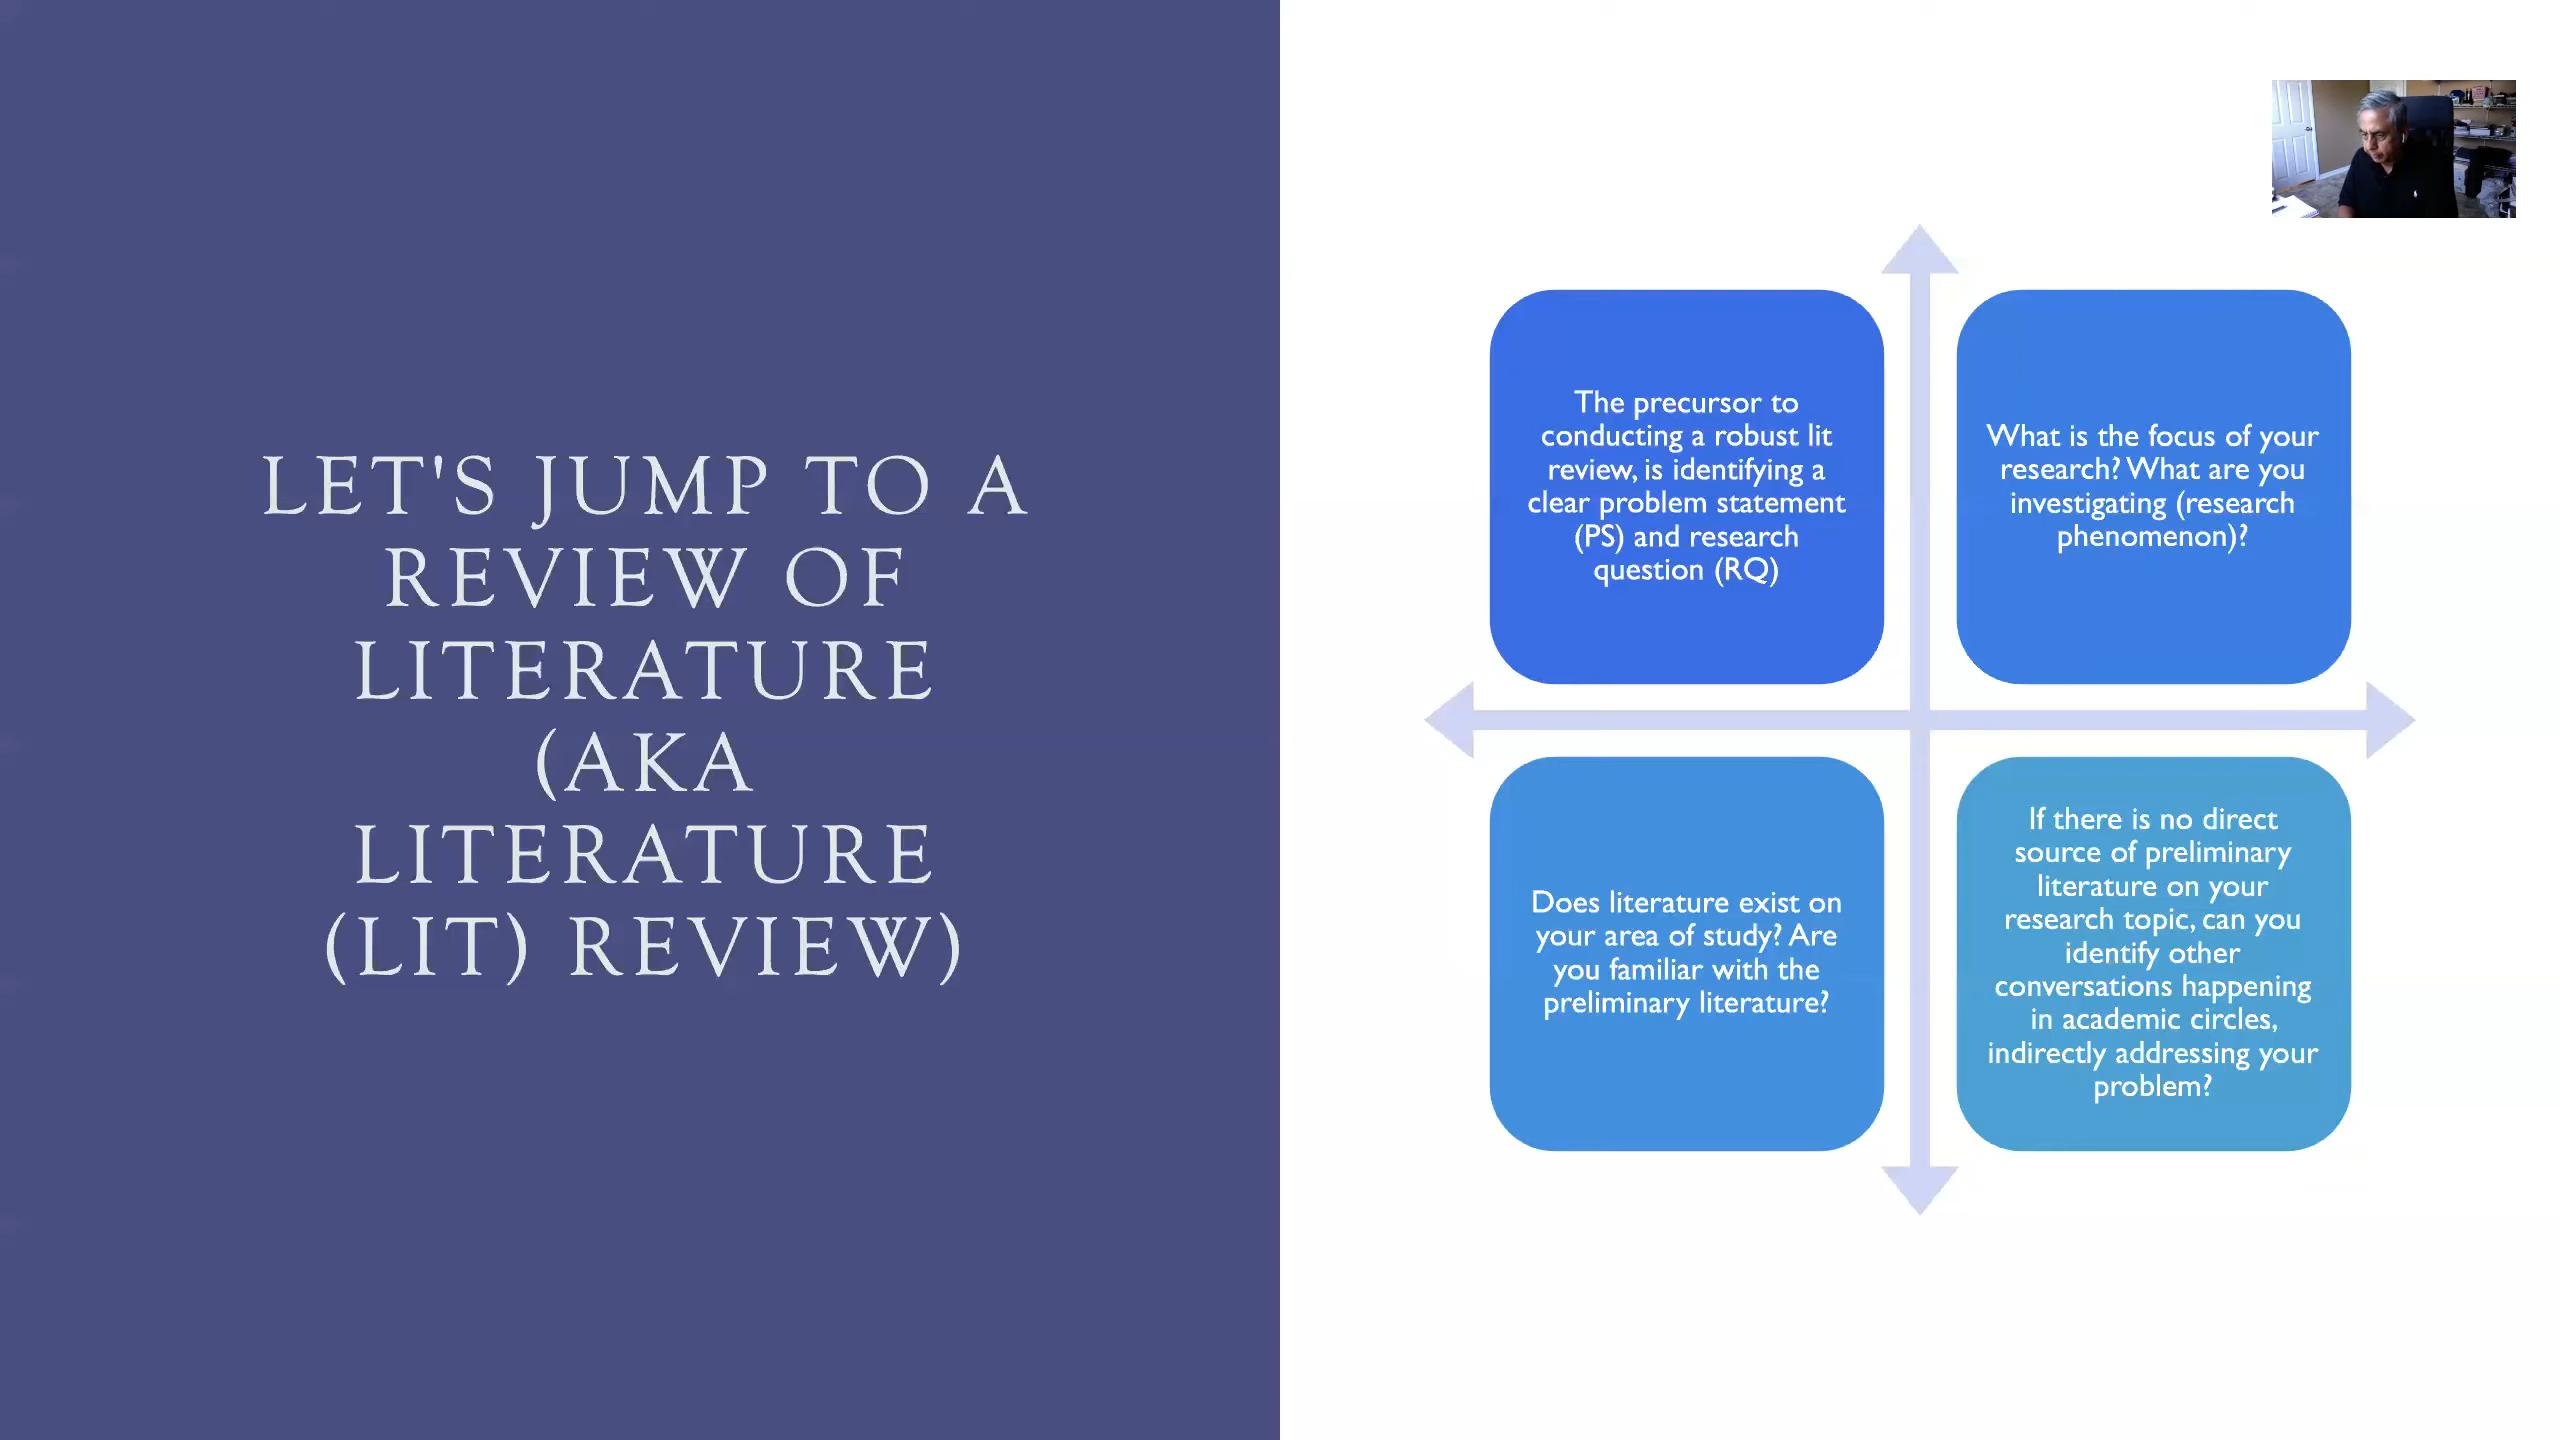 LET'S JUMP TO A
REVIEW OF
LITERATURE
(AKA
LITERATURE
(LIT) REVIEW)
The precursor to
conducting a robust lit
review, is identifying a
clear problem statement
(PS) and research
question (RQ)
What is the focus of your
research? What are you
investigating (research
phenomenon)?
Does literature exist on
your area of study? Are
you familiar with the
preliminary literature?
If there is no direct
source of preliminary
literature on your
research topic, can you
identify other
conversations happening
in academic circles,
indirectly addressing your
problem?